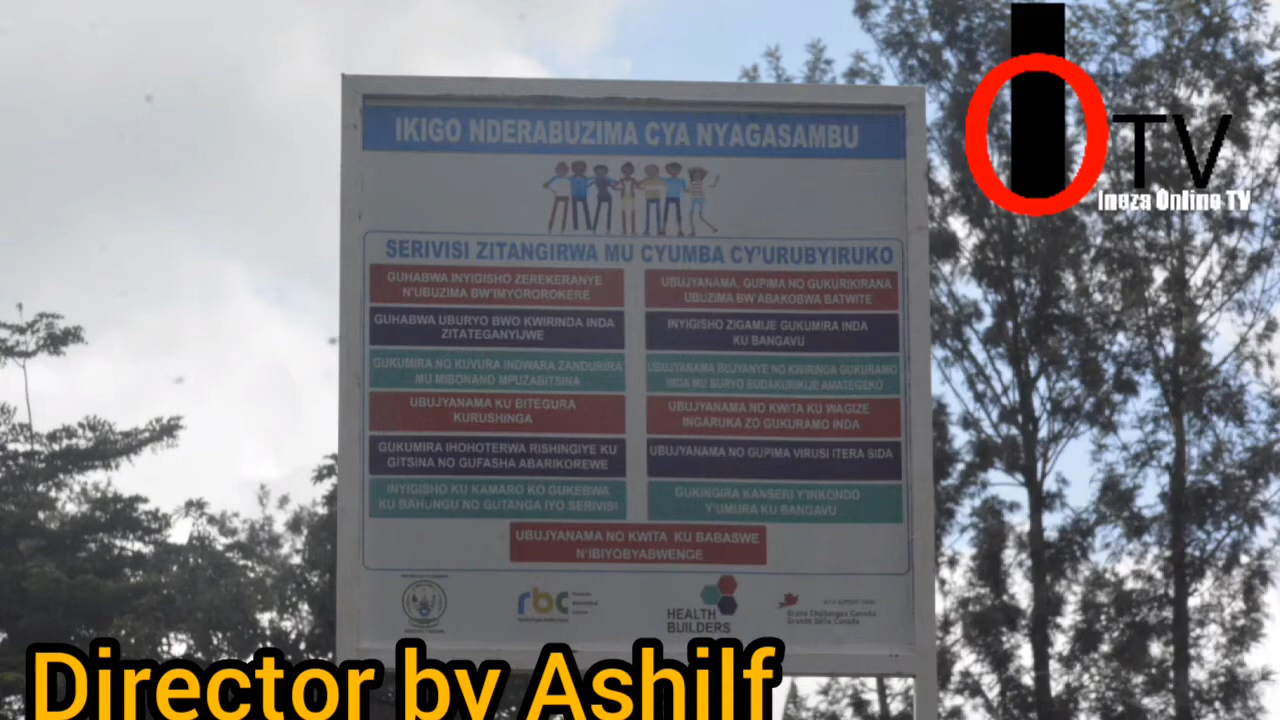 IKIGO NDERABUZIMA CYA NYAGASAMBU
TV
Ineza Online TV
SERIVISI ZITANGIRWA MU CYUMBA CY'URUBYIRUKO
GUHABWA INYIGISHO ZEREKERANYE
N'UBUZIMA BW'IMYOROROKERE
GUHABWA UBURYO BWO KWIRINDA INDA
ZITATEGANYIJWE
GUKUMIRA NO KUVURA INDWARA ZANDURIRA
MU MIBONANO MPUZABITSINA
UBUJYANAMA KU BITEGURA
KURUSHINGA
GUKUMIRA IHOHOTERWA RISHINGIYE KU
GITSINA NO GUFASHA ABARIKOREWE
INYIGISHO KU KAMARO KO GUKEBWA
KU BAHUNGU NO GUTANGA IYO SERIVISI
UBUJYANAMA, GUPIMA NO GUKURIKIRANA
UBUZIMA BW'ABAKOBWA BATWITE
INYIGISHO ZIGAMIJE GUKUMIRA INDA
KU BANGAVU
UBUJYANAMA BUJYANYE NO KWIRINDA GUKURAMO
INDA MU BURYO BUDAKURIKIJE AMATEGEKO
UBUJYANAMA NO KWITA KU WAGIZE
INGARUKA ZO GUKURAMO INDA
UBUJYANAMA NO GUPIMA VIRUSI ITERA SIDA
GUKINGIRA KANSERI Y'INKONDO
Y'UMURA KU BANGAVU
UBUJYANAMA NO KWITA KU BABASWE
N'IBIYOBYABWENGE
rbc
HEALTH
BUILDERS
Grand Challenges Canada
Grands Défis Canada
Director by Ashilf